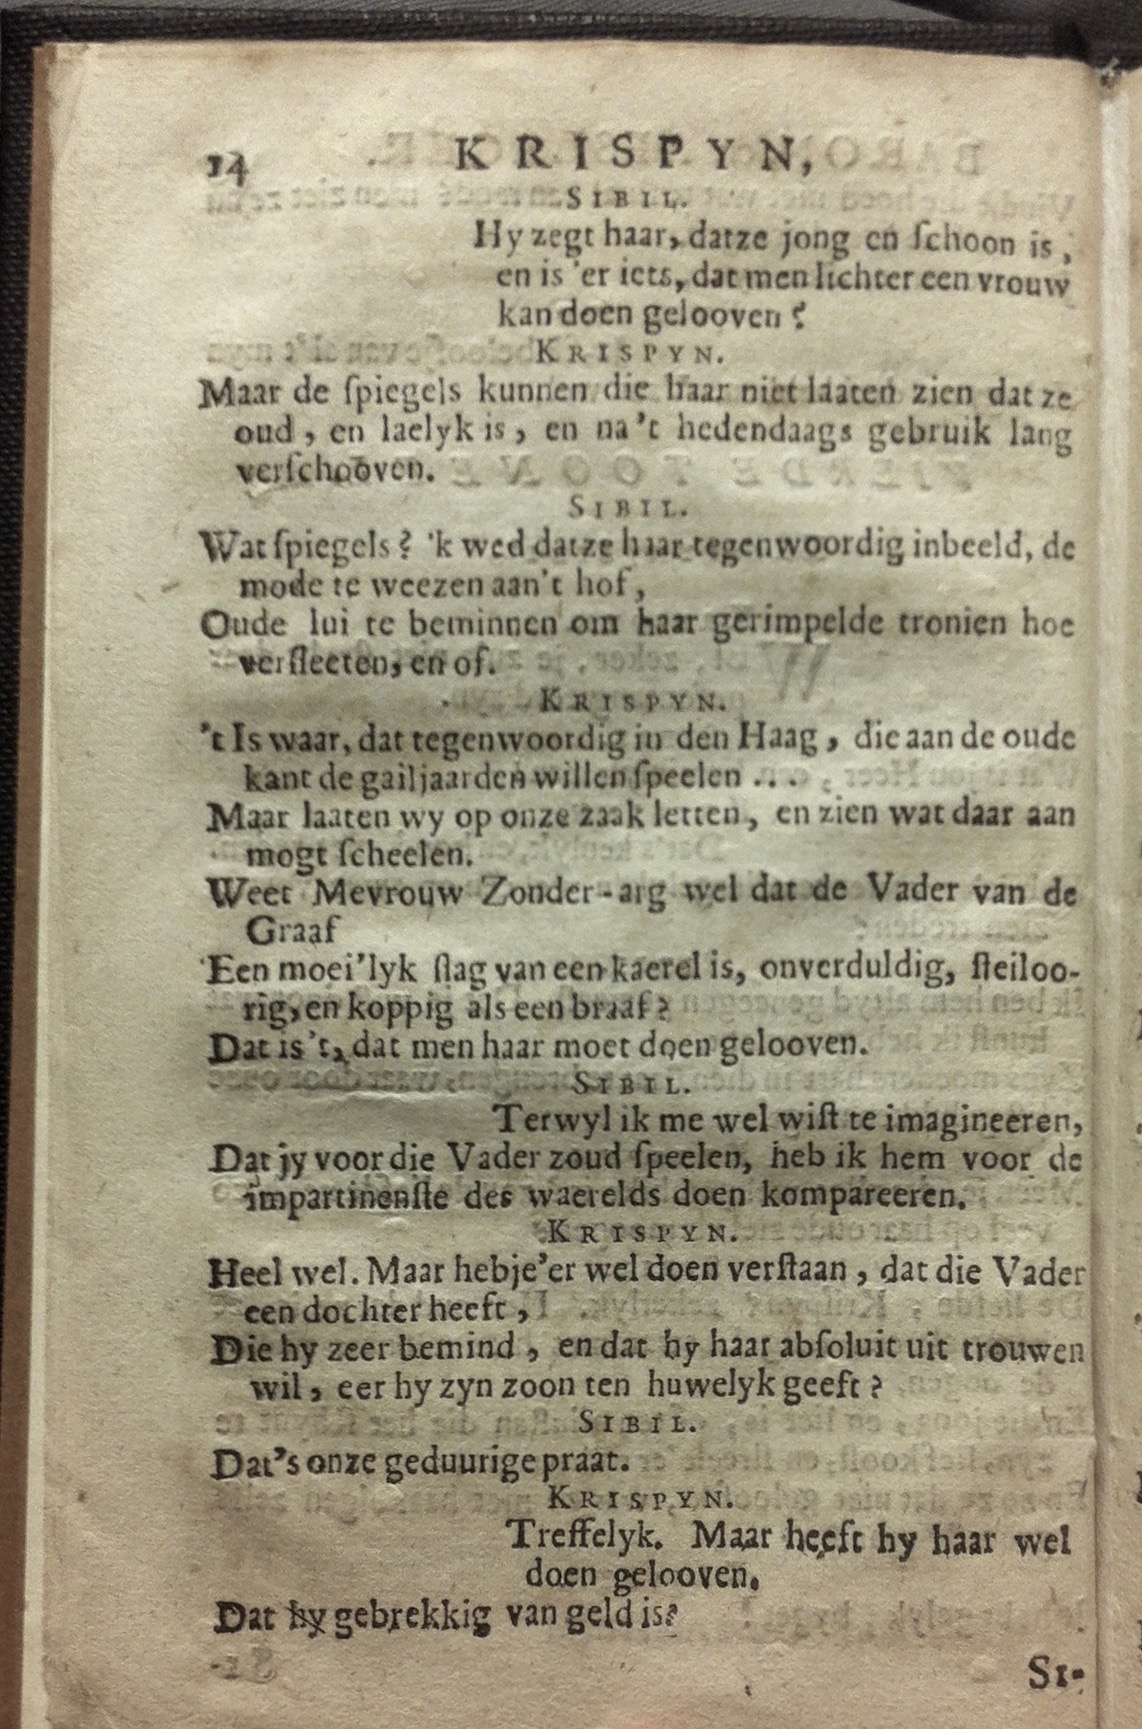 14 KRISPYN,
SIBIL.
Hy zegt haar, datze jong en ſchoon is,
en is 'er iets, dat men lichter een vrouw
kan doen gelooven?
KRISPYN.
Maar de ſpiegels kunnen die haar niet laaten zien dat ze
oud, en laelyk is, en na 't hedendaags gebruik lang
verſchooven.
SIBIL.
Wat ſpiegels? 'k wed datze haar tegenwoordig inbeeld, de
mode te weezen aan't hof,
Oude lui te beminnen om haar gerimpelde tronien hoe
verſleeten, en of.
KRISPYN.
't Is waar, dat tegenwoordig in den Haag, die aan de oude
kant de gailjaarden willen ſpeelen ...
Maar laaten wy op onze zaak letten, en zien wat daar aan
mogt ſcheelen.
Weet Mevrouw Zonder-arg wel dat de Vader van de
Graaf
Een moei'lyk ſlag van een kaerel is, onverduldig, ſteiloo-
rig, en koppig als een braaf?
Dat is 't, dat men haar moet doen gelooven.
SIBIL.
Terwyl ik me wel wiſt te imagineeren,
Dat jy voor die Vader zoud ſpeelen, heb ik hem voor de
impartinenſte des waerelds doen kompareeren.
KRISPYN.
Heel wel. Maar hebje'er wel doen verſtaan, dat die Vader
een dochter heeft,
Die hy zeer bemind, en dat hy haar abſoluit uit trouwen
wil, eer hy zyn zoon ten huwelyk geeft?
SIBIL.
Dat's onze geduurige praat.
KRISPYN.
Treffelyk. Maar heeft hy haar wel
doen gelooven,
Dat hy gebrekkig van geld is?
SI-